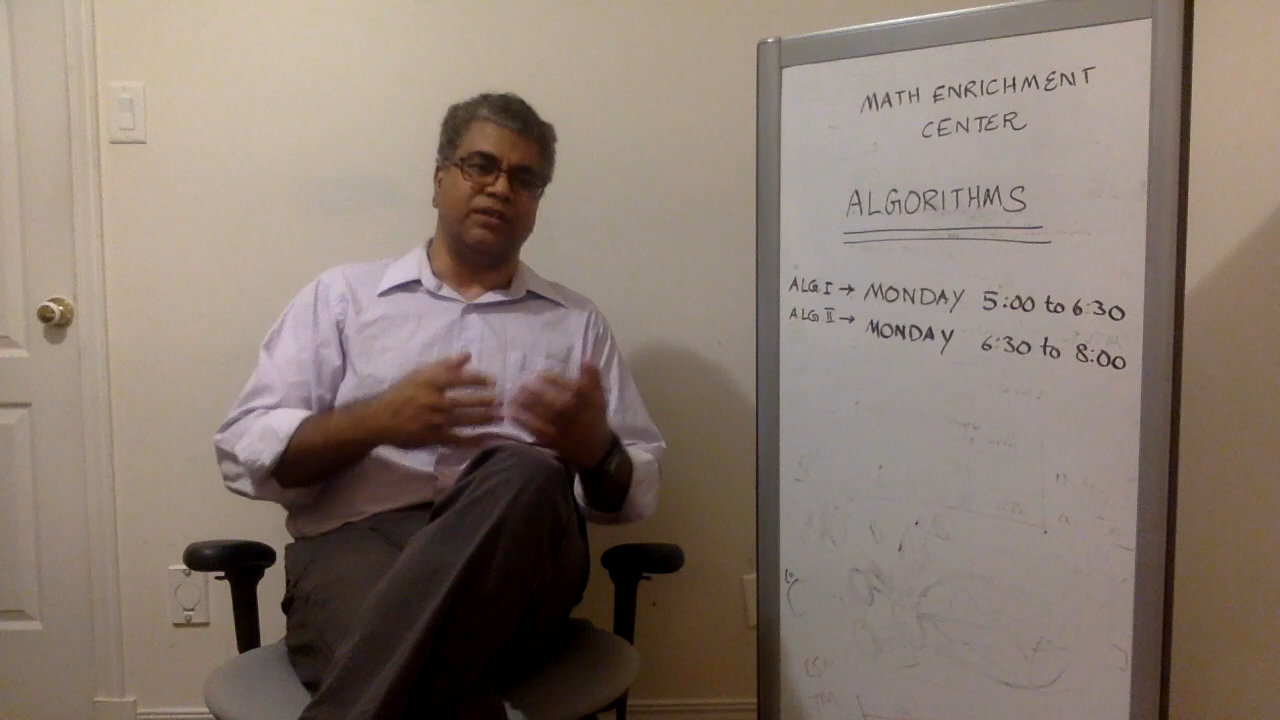 MATH ENRICHMENT
CENTER
ALGORITHMS
ALG I → MONDAY 5:00 to 6:30
ALG II → MONDAY 6:30 to 8:00